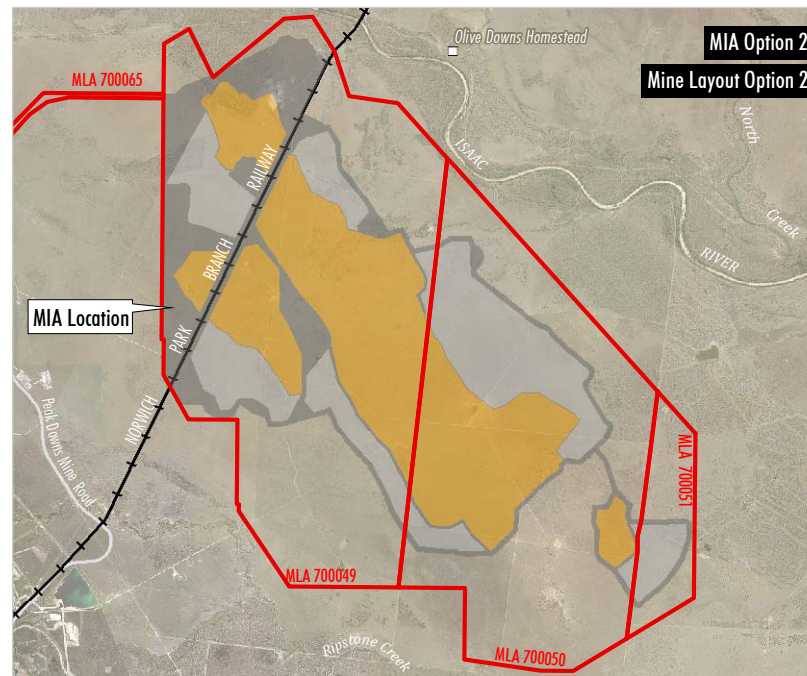 Olive Downs Homestead
MIA Option 2
Mine Layout Option 2
MLA 700065
North
Creek
ISAAC
RIVER
NORWICH PARK BRANCH RAILWAY
MIA Location
Peak Downs Mine Road
MLA 700051
MLA 700049
Ripstone Creek
MLA 700050